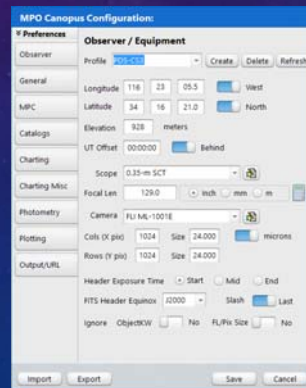 MPO Canopus Configuration:
Preferences
Observer
General
MPC
Catalogs
Charting
Charting Misc
Photometry
Plotting
Output/URL
Observer / Equipment
Profile PDS-CS3 Create Delete Refresh
Longitude 116 23 05.5 West
Latitude 34 16 21.0 North
Elevation 928 meters
UT Offset 00:00:00 Behind
Scope 0.35-m SCT
Focal Len 129.0 inch mm m
Camera FLI ML-1001E
Cols (X pix) 1024 Size 24.000 microns
Rows (Y pix) 1024 Size 24.000
Header Exposure Time Start Mid End
FITS Header Equinox J2000 Slash Last
Ignore ObjectKW No FL/Pix Size No
Import Export Save Cancel